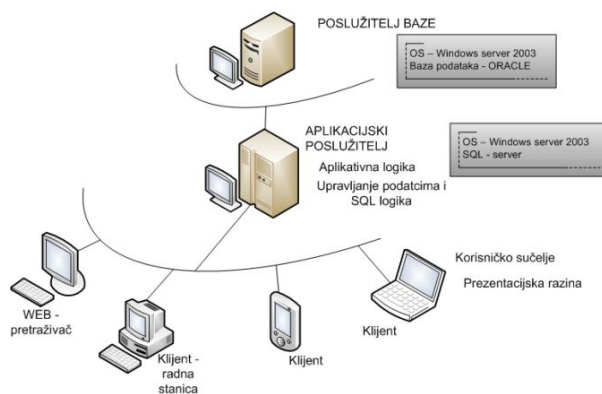 POSLUŽITELJ BAZE
OS – Windows server 2003
Baza podataka - ORACLE
APLIKACIJSKI
POSLUŽITELJ
Aplikativna logika
Upravljanje podatcima i
SQL logika
OS – Windows server 2003
SQL - server
Korisničko sučelje
Prezentacijska razina
WEB -
pretraživač
Klijent -
radna
stanica
Klijent
Klijent